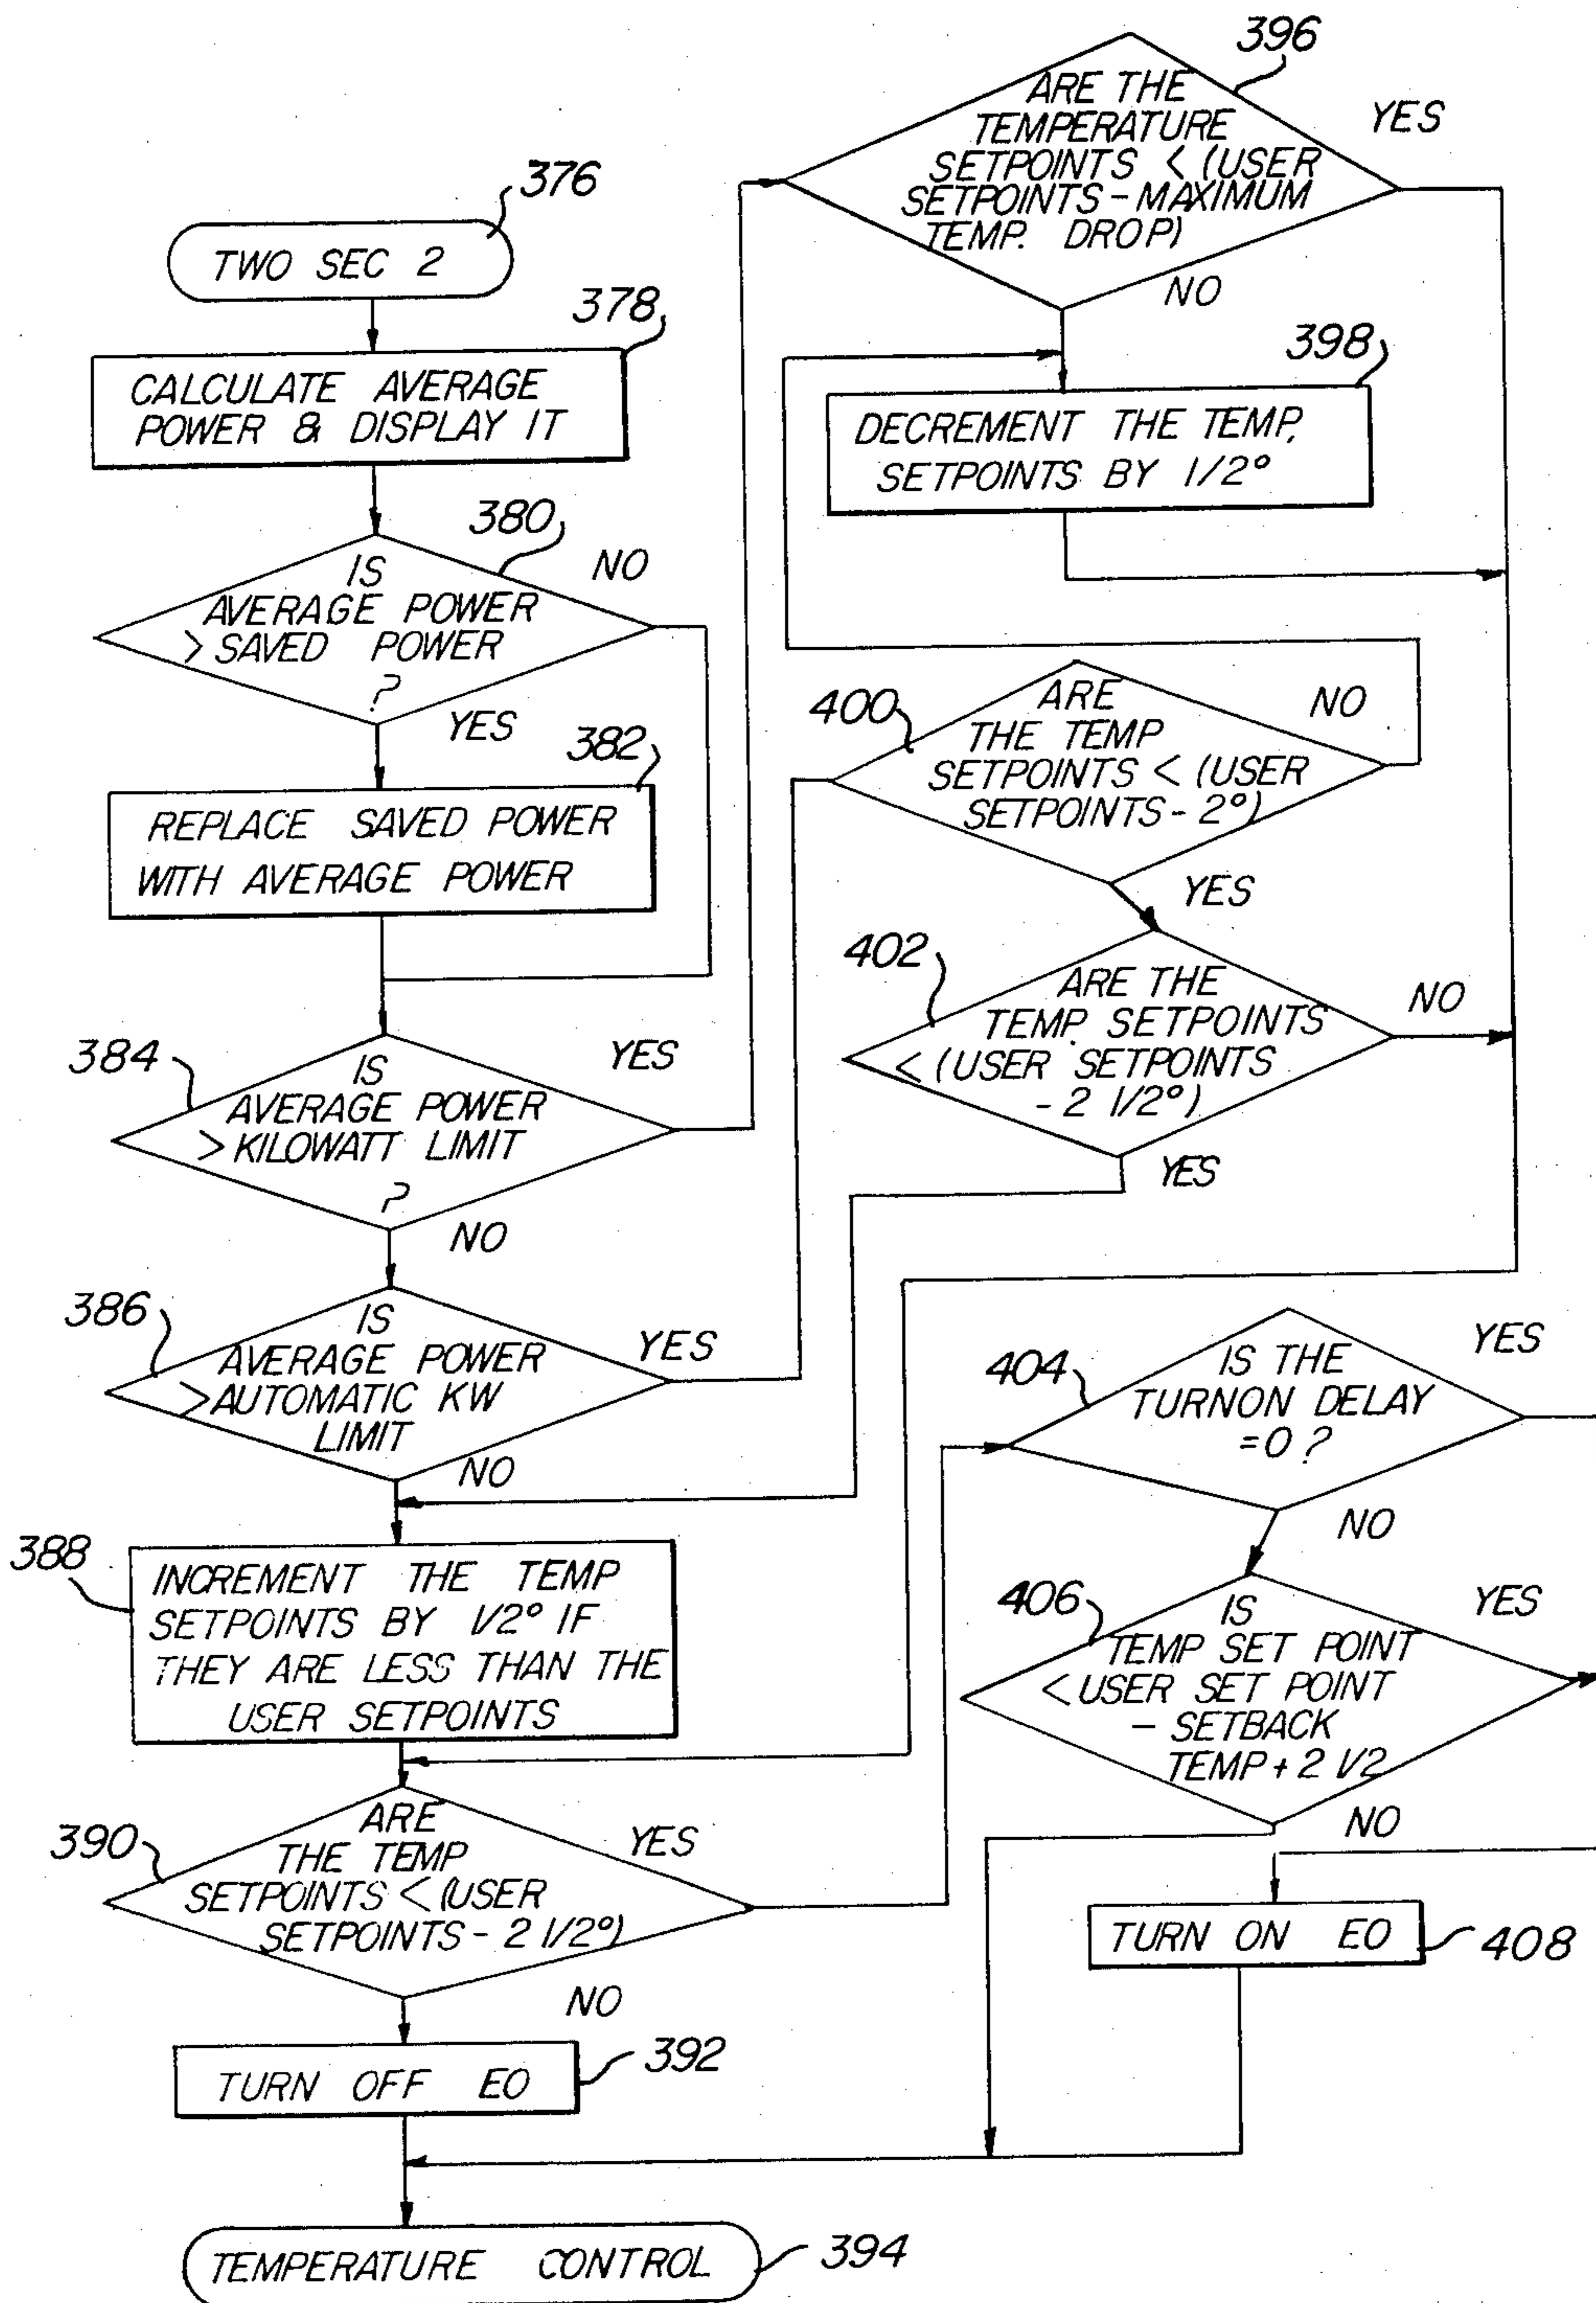 376
TWO SEC 2
378
CALCULATE AVERAGE
POWER & DISPLAY IT
380
NO
IS
AVERAGE POWER
> SAVED POWER
?
YES
382
REPLACE SAVED POWER
WITH AVERAGE POWER
384
YES
IS
AVERAGE POWER
> KILOWATT LIMIT
?
NO
386
YES
IS
AVERAGE POWER
>AUTOMATIC KW
LIMIT
NO
388
INCREMENT THE TEMP
SETPOINTS BY 1/2° IF
THEY ARE LESS THAN THE
USER SETPOINTS
390
YES
ARE
THE TEMP
SETPOINTS < (USER
SETPOINTS - 2 1/2°)
NO
TURN OFF EO
392
TEMPERATURE CONTROL
394
396
YES
ARE THE
TEMPERATURE
SETPOINTS < (USER
SETPOINTS - MAXIMUM
TEMP. DROP)
NO
398
DECREMENT THE TEMP.
SETPOINTS BY 1/2°
400
NO
ARE
THE TEMP
SETPOINTS < (USER
SETPOINTS - 2°)
YES
402
NO
ARE THE
TEMP. SETPOINTS
< (USER SETPOINTS
- 2 1/2°)
YES
404
YES
IS THE
TURNON DELAY
=0 ?
NO
406
YES
IS
TEMP SET POINT
< USER SET POINT
- SETBACK
TEMP + 2 1/2
NO
TURN ON EO
408